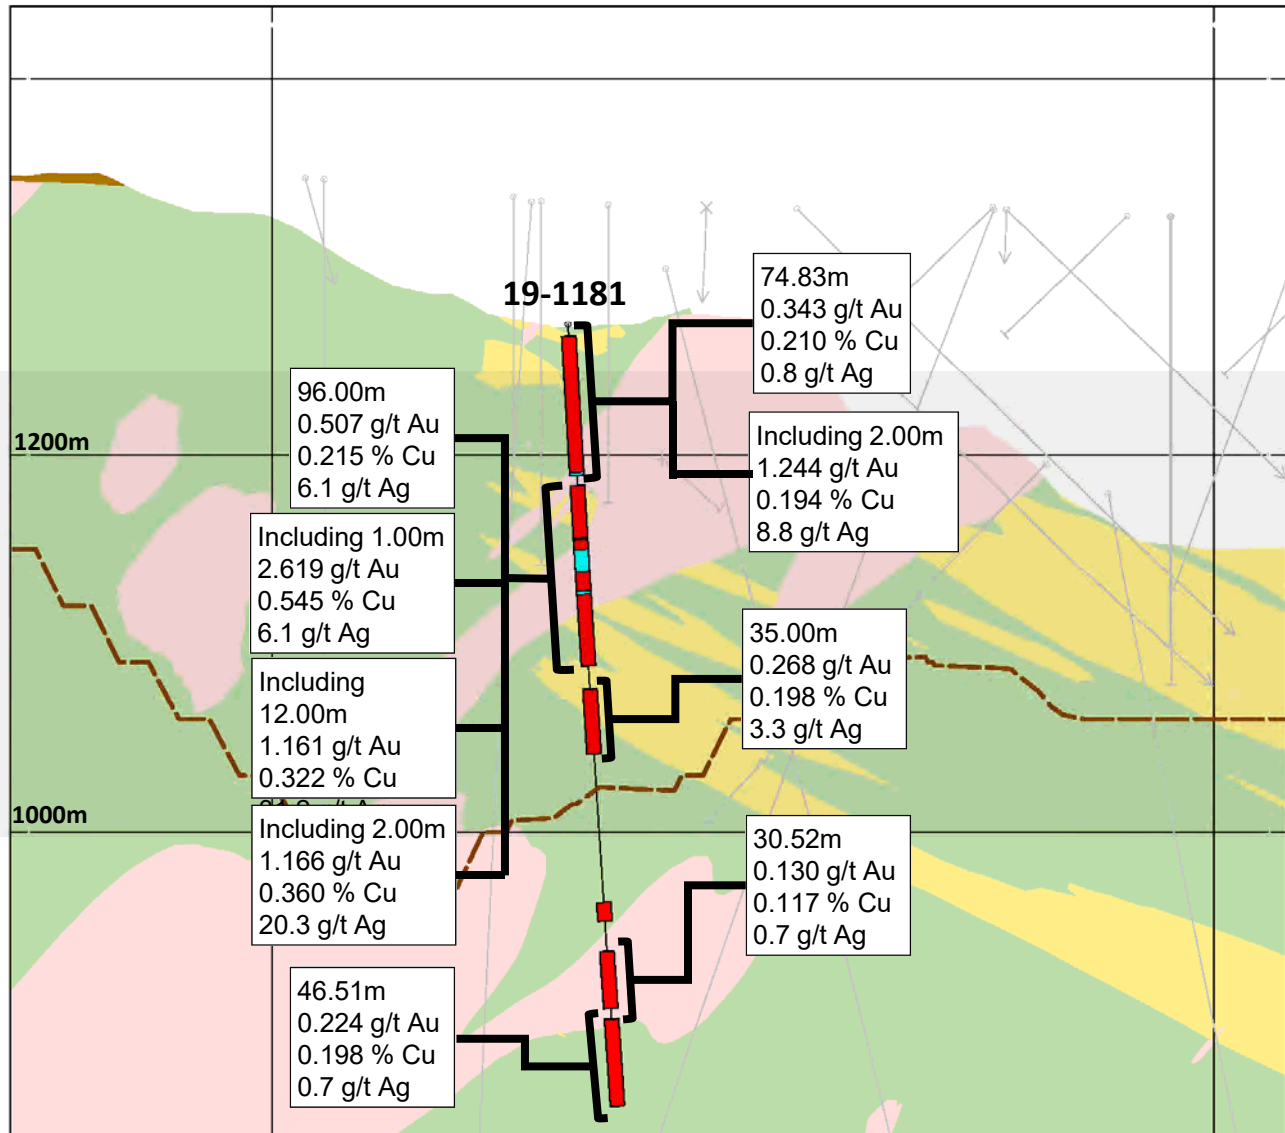 19-1181
74.83m
0.343 g/t Au
0.210 % Cu
0.8 g/t Ag
96.00m
0.507 g/t Au
0.215 % Cu
6.1 g/t Ag
Including 2.00m
1.244 g/t Au
0.194 % Cu
8.8 g/t Ag
1200m
Including 1.00m
2.619 g/t Au
0.545 % Cu
6.1 g/t Ag
35.00m
0.268 g/t Au
0.198 % Cu
3.3 g/t Ag
Including
12.00m
1.161 g/t Au
0.322 % Cu
1000m
Including 2.00m
1.166 g/t Au
0.360 % Cu
20.3 g/t Ag
30.52m
0.130 g/t Au
0.117 % Cu
0.7 g/t Ag
46.51m
0.224 g/t Au
0.198 % Cu
0.7 g/t Ag